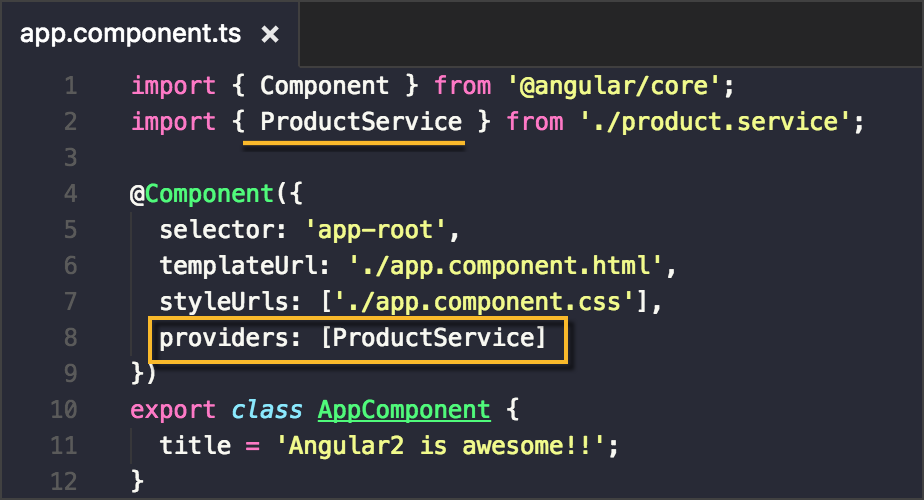 app.component.ts ×
1 import { Component } from '@angular/core';
2 import { ProductService } from './product.service';
3
4 @Component({
5   selector: 'app-root',
6   templateUrl: './app.component.html',
7   styleUrls: ['./app.component.css'],
8   providers: [ProductService]
9 })
10 export class AppComponent {
11   title = 'Angular2 is awesome!!';
12 }